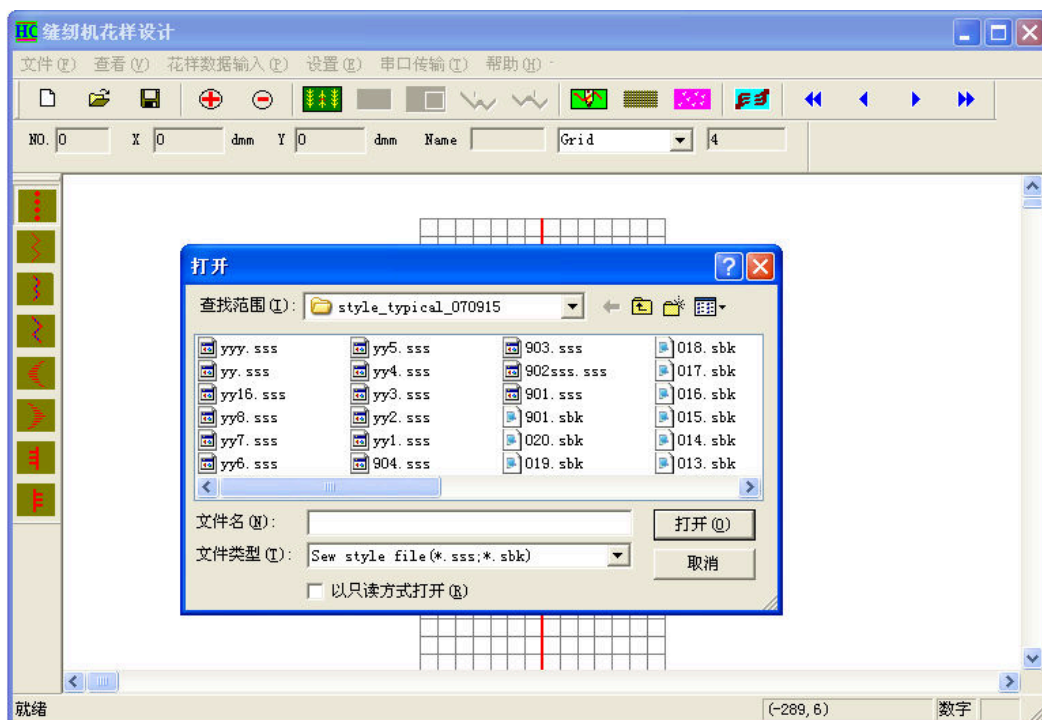 HC 缝纫机花样设计
文件(F) 查看(V) 花样数据输入(P) 设置(E) 串口传输(T) 帮助(H)
NO. 0 X 0 dmm Y 0 dmm Name Grid 4
打开
查找范围(I): style_typical_070915
yyy.sss yy5.sss 903.sss 018.sbk
yy.sss yy4.sss 902sss.sss 017.sbk
yy16.sss yy3.sss 901.sss 016.sbk
yy8.sss yy2.sss 901.sbk 015.sbk
yy7.sss yy1.sss 020.sbk 014.sbk
yy6.sss 904.sss 019.sbk 013.sbk
文件名(N): 打开(O)
文件类型(T): Sew style file(*.sss;*.sbk) 取消
以只读方式打开(R)
就绪 (-289,6) 数字